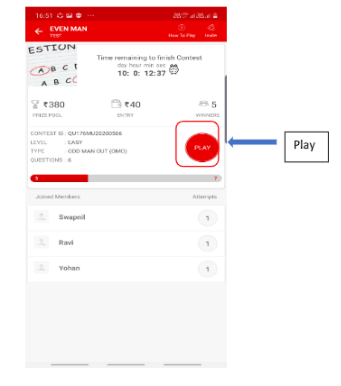 16:51
EVEN MAN
TEST
How To Play
Invite
ESTION
A B C
A B C
Time remaining to finish Contest
day hour min sec
10: 0: 12:37
₹380
₹40
5
PRIZE POOL
ENTRY
WINNERS
CONTEST ID : QU176MU20200506
LEVEL : EASY
TYPE : ODD MAN OUT (OMO)
QUESTIONS : 6
PLAY
Play
3
7
Joined Members
Attempts
Swapnil
1
Ravi
1
Yohan
1